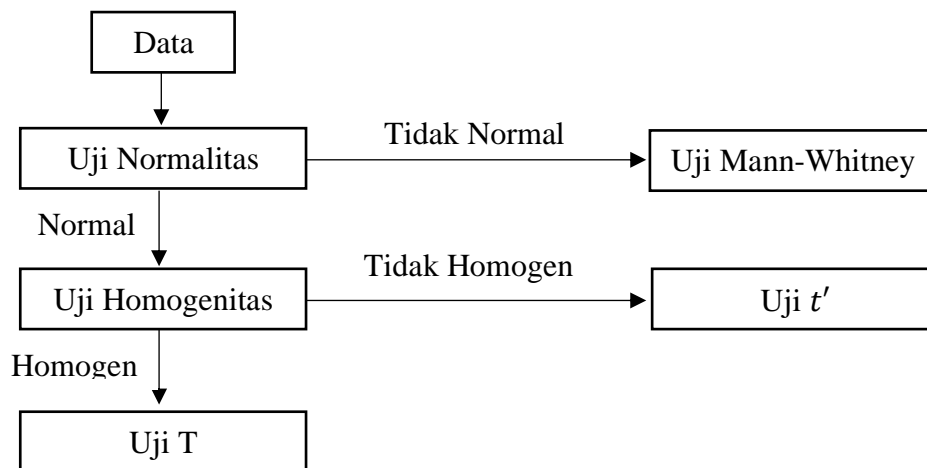 Data
Tidak Normal
Uji Normalitas
Uji Mann-Whitney
Normal
Tidak Homogen
Uji Homogenitas
Uji 𝑡′
Homogen
Uji T